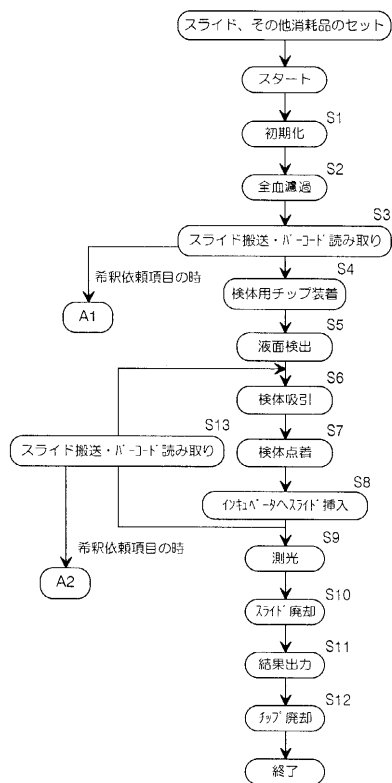 スライド、その他消耗品のセット
スタート
S1
初期化
S2
全血濾過
S3
スライド搬送・バーコード読み取り
希釈依頼項目の時
A1
S4
検体用チップ装着
S5
液面検出
S6
検体吸引
S13
スライド搬送・バーコード読み取り
S7
検体点着
S8
インキュベータへスライド挿入
希釈依頼項目の時
A2
S9
測光
S10
スライド廃却
S11
結果出力
S12
チップ廃却
終了